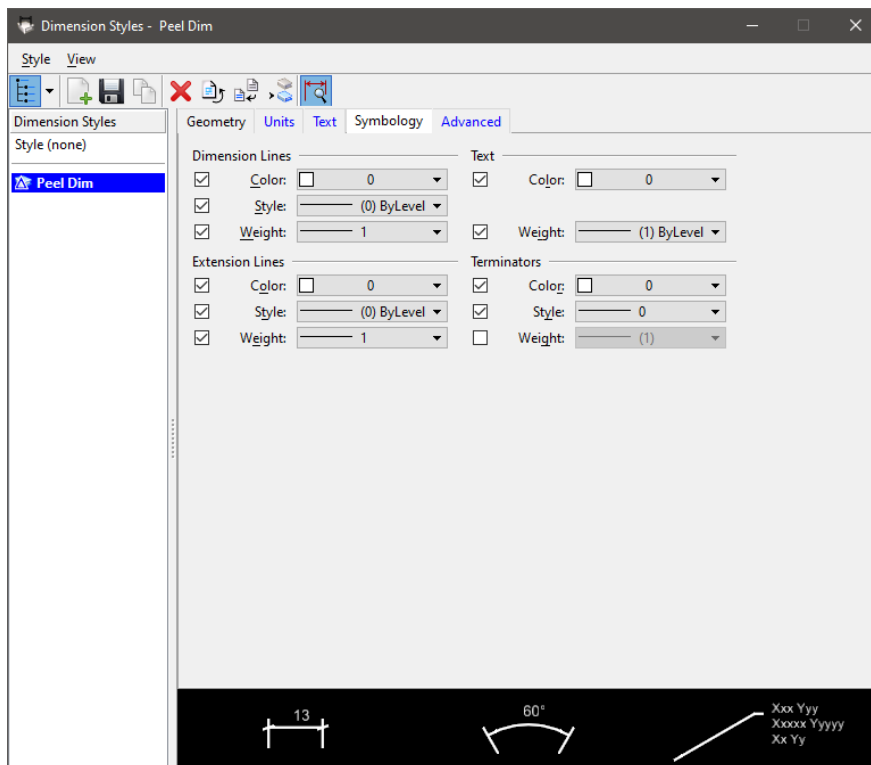 Dimension Styles - Peel Dim
Style View
Dimension Styles
Style (none)
Peel Dim
Geometry Units Text Symbology Advanced
Dimension Lines
Color: 0
Style: (0) ByLevel
Weight: 1
Text
Color: 0
Weight: (1) ByLevel
Extension Lines
Color: 0
Style: (0) ByLevel
Weight: 1
Terminators
Color: 0
Style: 0
Weight: (1)
13
60°
Xxx Yyy
Xxxxx Yyyyy
Xx Yy